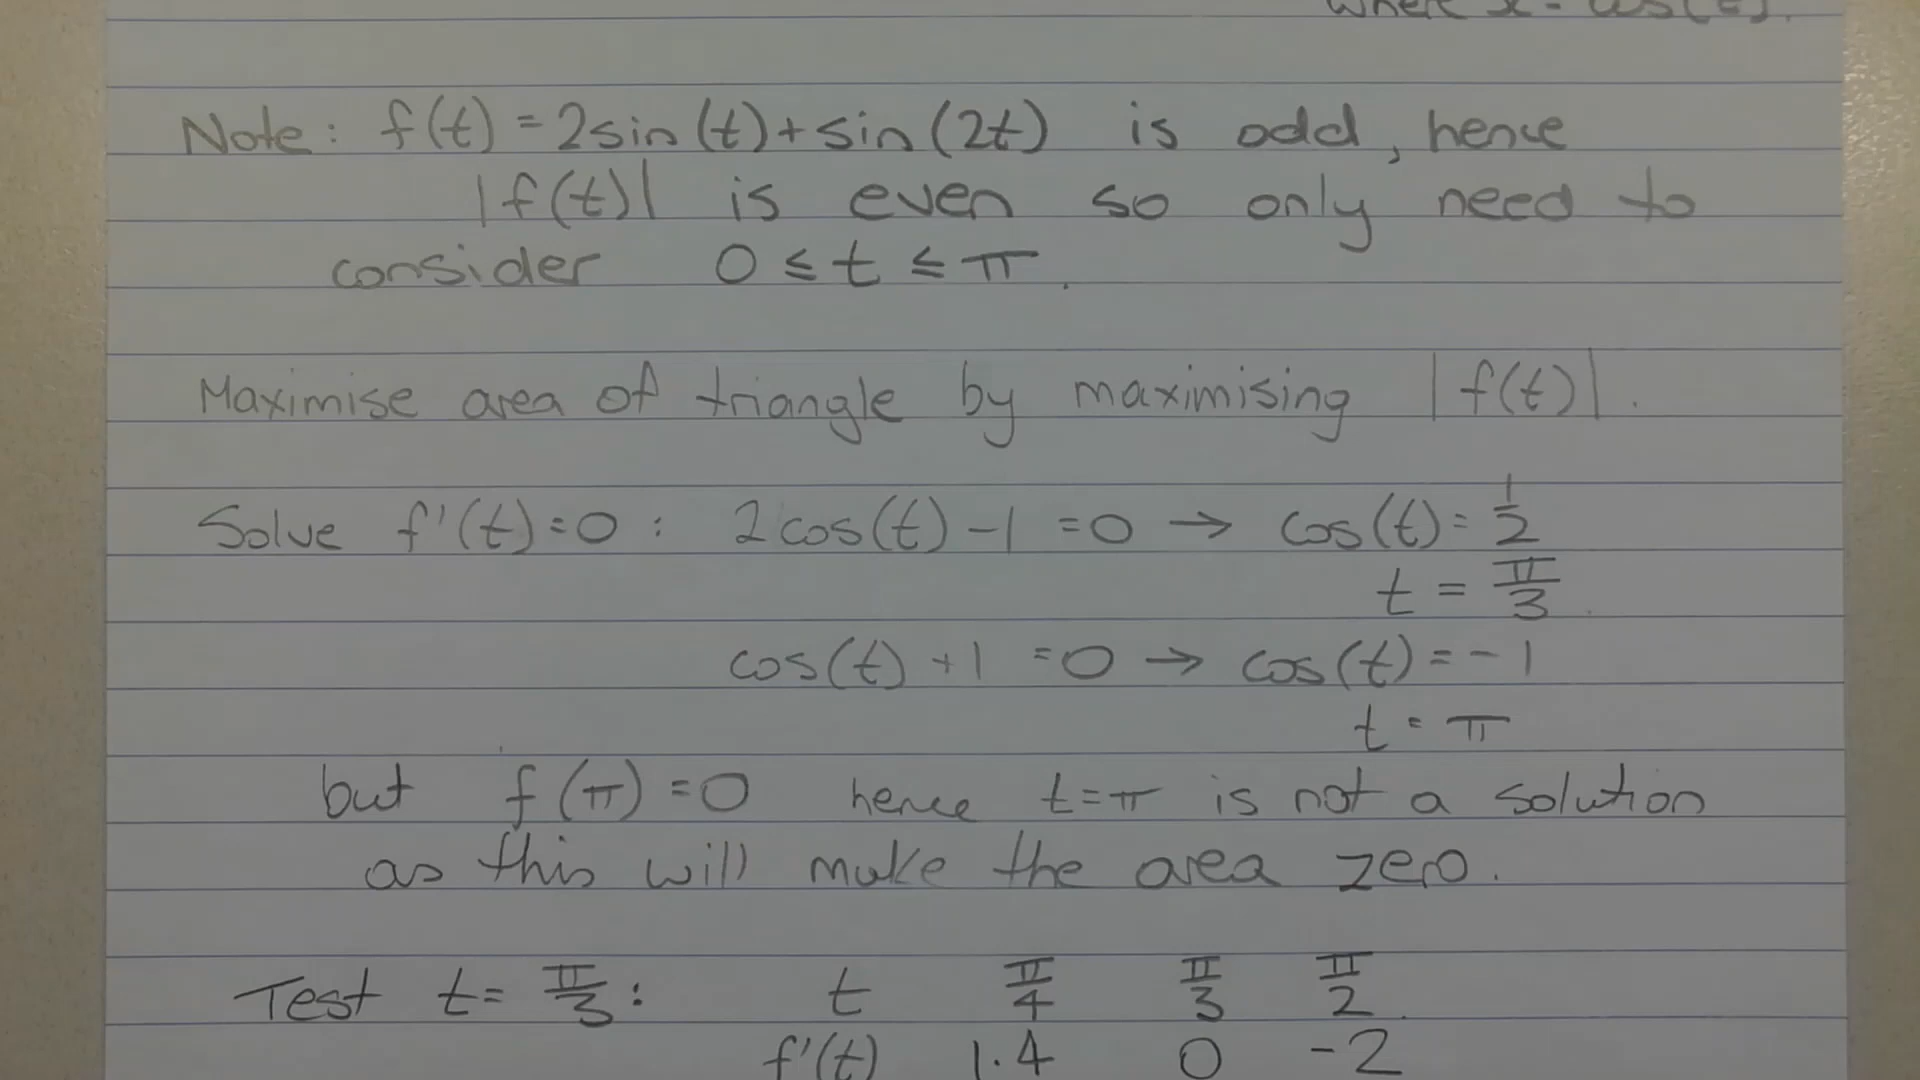 where x = cos(t).
Note: f(t) = 2sin(t) + sin(2t) is odd, hence
|f(t)| is even so only need to
consider 0 ≤ t ≤ π.
Maximise area of triangle by maximising |f(t)|.
Solve f'(t) = 0 : 2cos(t) - 1 = 0 → cos(t) = 1/2
t = π/3.
cos(t) + 1 = 0 → cos(t) = -1
t = π
but f(π) = 0 hence t = π is not a solution
as this will make the area zero.
Test t = π/3 : t π/4 π/3 π/2.
f'(t) 1.4 0 -2